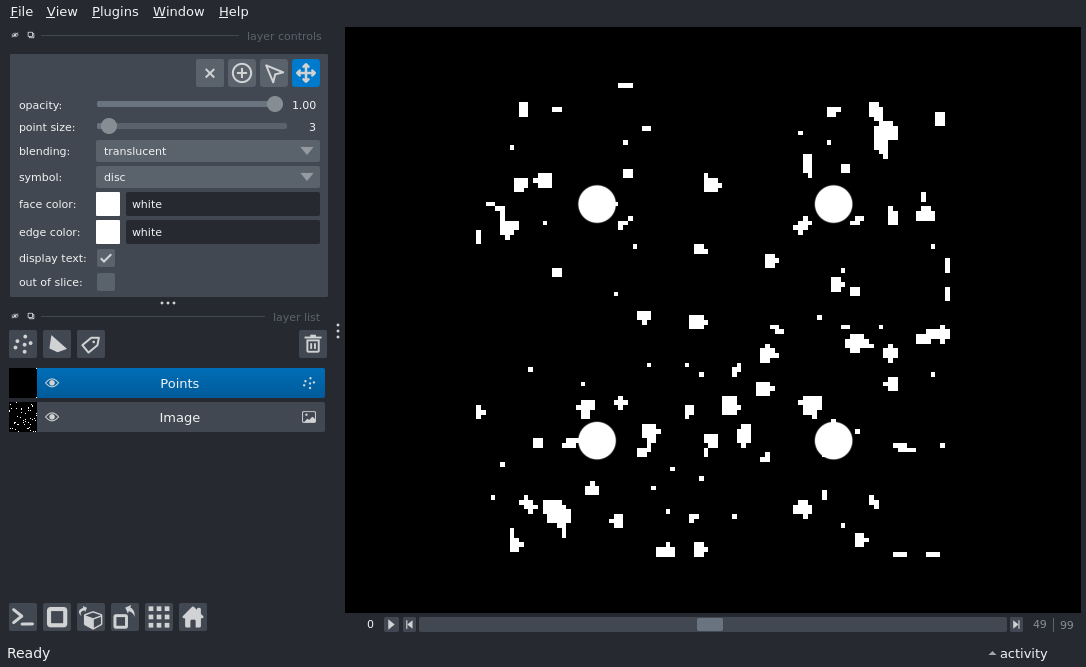 File View Plugins Window Help
layer controls
opacity: 1.00
point size: 3
blending: translucent
symbol: disc
face color: white
edge color: white
display text:
out of slice:
layer list
Points
Image
0 49 | 99
Ready activity